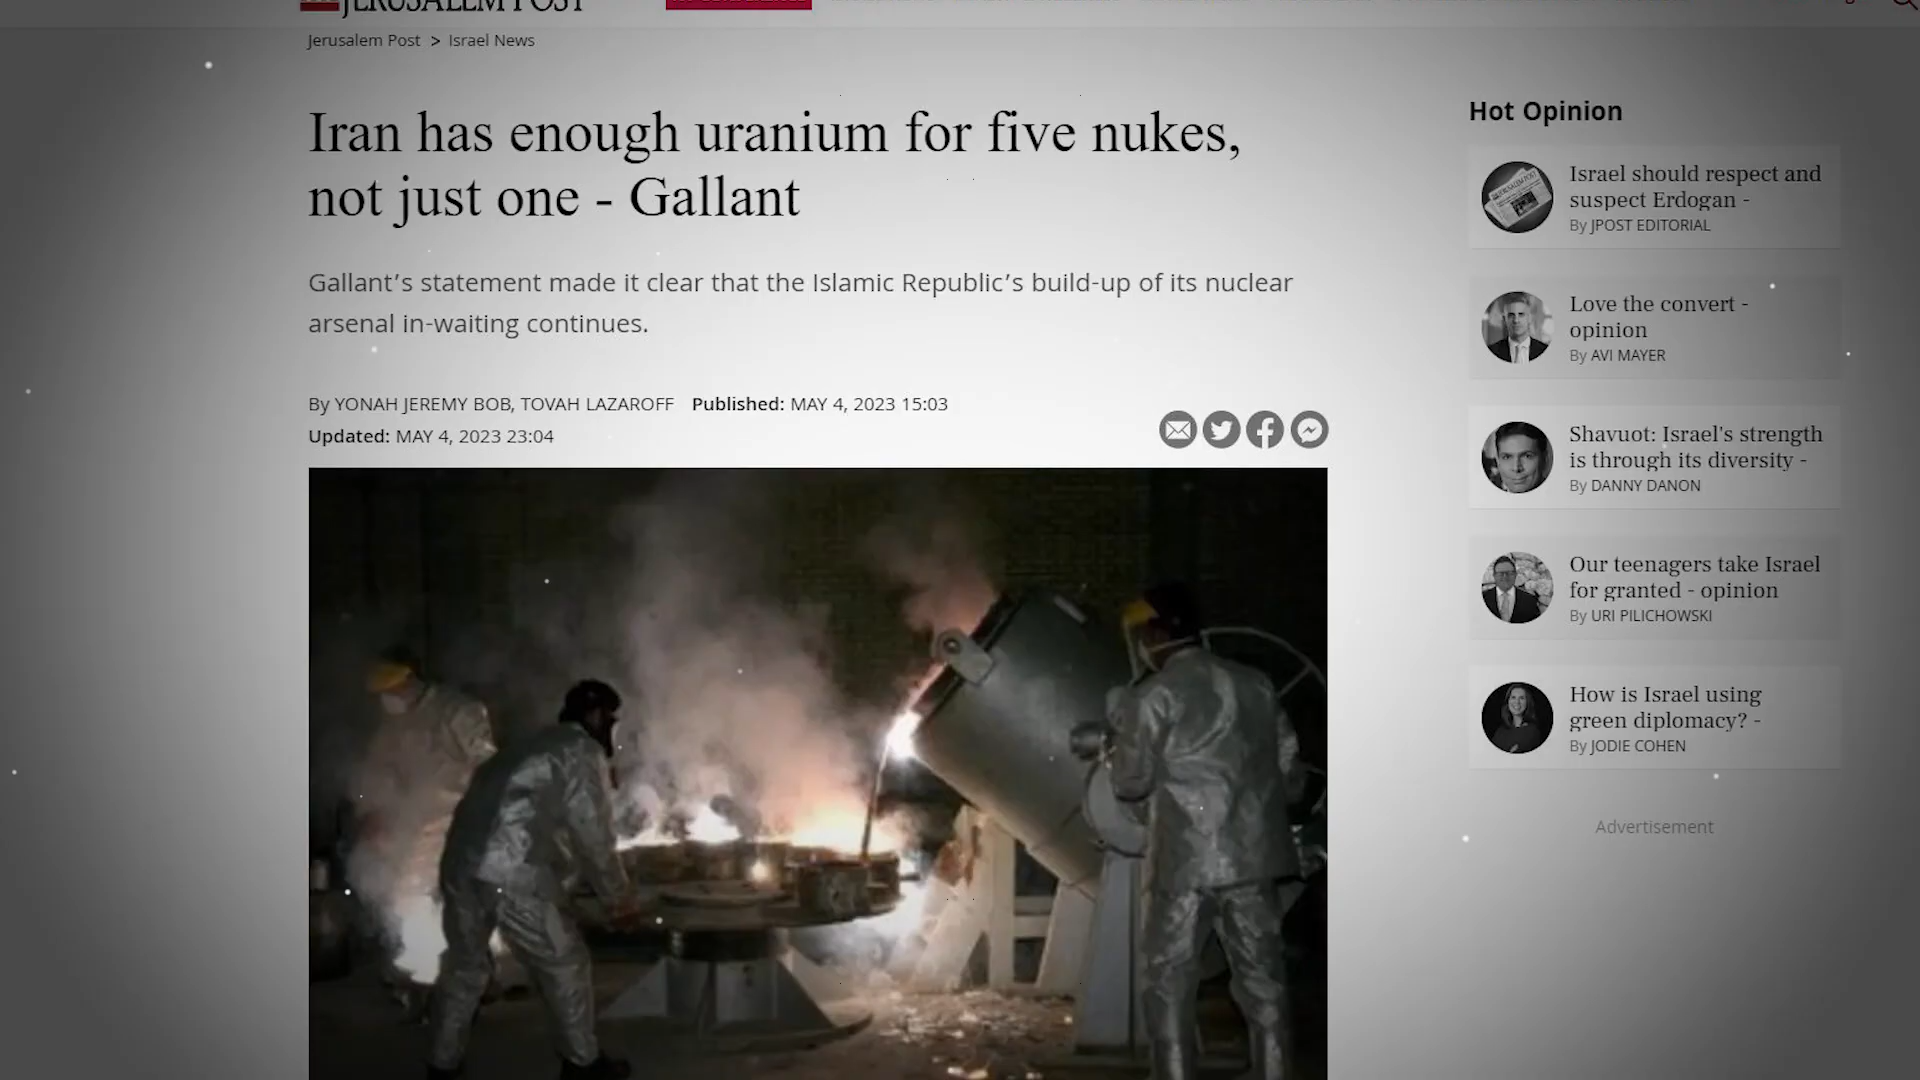 JERUSALEM POST
Jerusalem Post > Israel News
Iran has enough uranium for five nukes,
not just one - Gallant
Gallant's statement made it clear that the Islamic Republic's build-up of its nuclear
arsenal in-waiting continues.
By YONAH JEREMY BOB, TOVAH LAZAROFF Published: MAY 4, 2023 15:03
Updated: MAY 4, 2023 23:04
Hot Opinion
Israel should respect and
suspect Erdogan -
By JPOST EDITORIAL
Love the convert -
opinion
By AVI MAYER
Shavuot: Israel's strength
is through its diversity -
By DANNY DANON
Our teenagers take Israel
for granted - opinion
By URI PILICHOWSKI
How is Israel using
green diplomacy? -
By JODIE COHEN
Advertisement